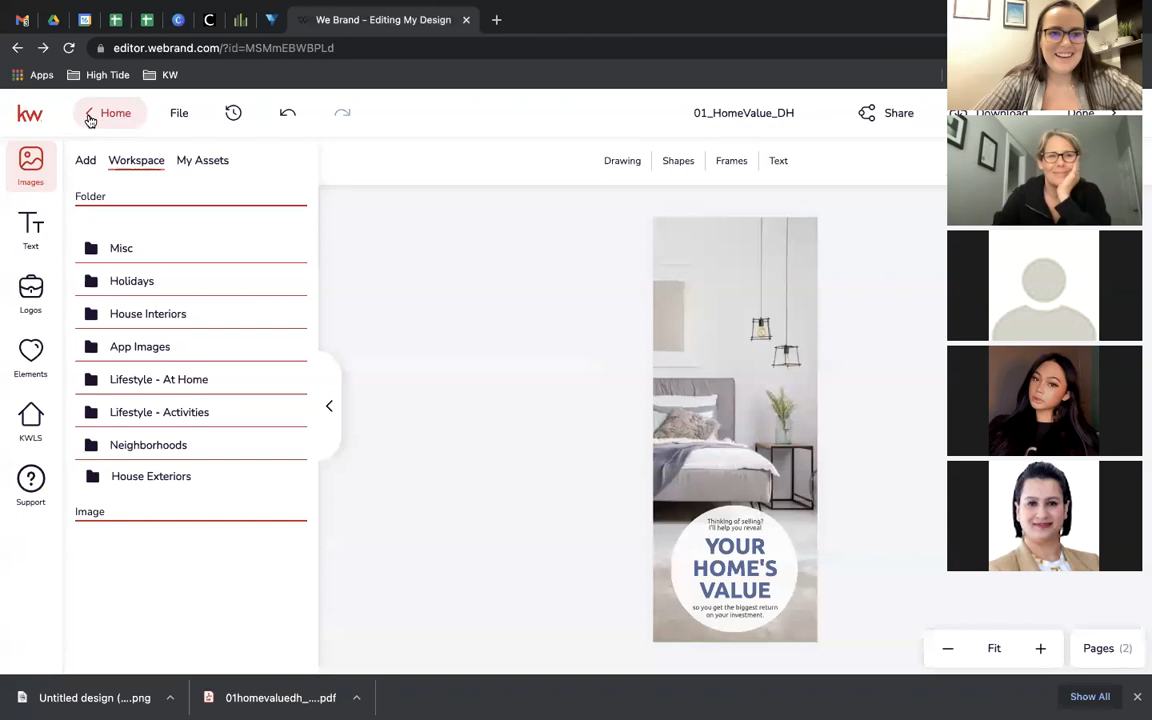 We Brand - Editing My Design
editor.webrand.com/?id=MSMmEBWBPLd
Apps
High Tide
KW
kw
Home
File
01_HomeValue_DH
Share
Download
Done
Images
Text
Logos
Elements
KWLS
Support
Add
Workspace
My Assets
Folder
Misc
Holidays
House Interiors
App Images
Lifestyle - At Home
Lifestyle - Activities
Neighborhoods
House Exteriors
Image
Drawing
Shapes
Frames
Text
Thinking of selling?
I'll help you reveal
YOUR
HOME'S
VALUE
so you get the biggest return
on your investment.
Fit
Pages (2)
Untitled design (....png
01homevaluedh_....pdf
Show All